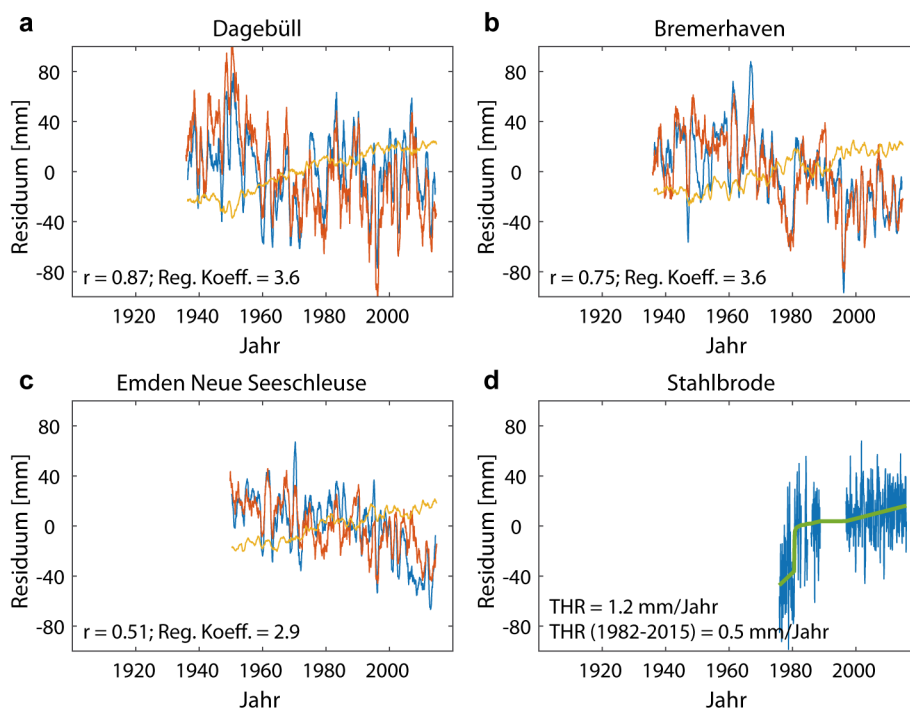 a
Dagebüll
80
40
0
-40
-80
Residuum [mm]
r = 0.87; Reg. Koeff. = 3.6
1920 1940 1960 1980 2000
Jahr
b
Bremerhaven
80
40
0
-40
-80
Residuum [mm]
r = 0.75; Reg. Koeff. = 3.6
1920 1940 1960 1980 2000
Jahr
c
Emden Neue Seeschleuse
80
40
0
-40
-80
Residuum [mm]
r = 0.51; Reg. Koeff. = 2.9
1920 1940 1960 1980 2000
Jahr
d
Stahlbrode
80
40
0
-40
-80
Residuum [mm]
THR = 1.2 mm/Jahr
THR (1982-2015) = 0.5 mm/Jahr
1920 1940 1960 1980 2000
Jahr